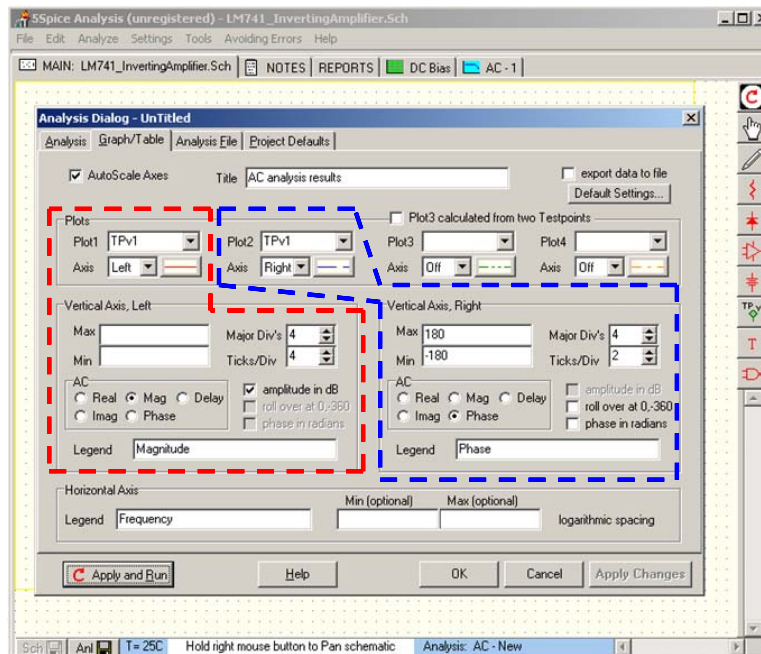 5Spice Analysis (unregistered) - LM741_InvertingAmplifier.Sch
File Edit Analyze Settings Tools Avoiding Errors Help
MAIN: LM741_InvertingAmplifier.Sch NOTES REPORTS DC Bias AC - 1
Analysis Dialog - UnTitled
Analysis Graph/Table Analysis File Project Defaults
AutoScale Axes Title AC analysis results export data to file
Default Settings...
Plots Plot3 calculated from two Testpoints
Plot1 TPv1 Plot2 TPv1 Plot3 Plot4
Axis Left Axis Right Axis Off Axis Off
Vertical Axis, Left Vertical Axis, Right
Max Major Div's 4 Max 180 Major Div's 4
Min Ticks/Div 4 Min -180 Ticks/Div 2
AC amplitude in dB AC amplitude in dB
Real Mag Delay roll over at 0,-360 Real Mag Delay roll over at 0,-360
Imag Phase phase in radians Imag Phase phase in radians
Legend Magnitude Legend Phase
Horizontal Axis Min (optional) Max (optional)
Legend Frequency logarithmic spacing
Apply and Run Help OK Cancel Apply Changes
TP v
T
Sch Anl T= 25C Hold right mouse button to Pan schematic Analysis: AC - New